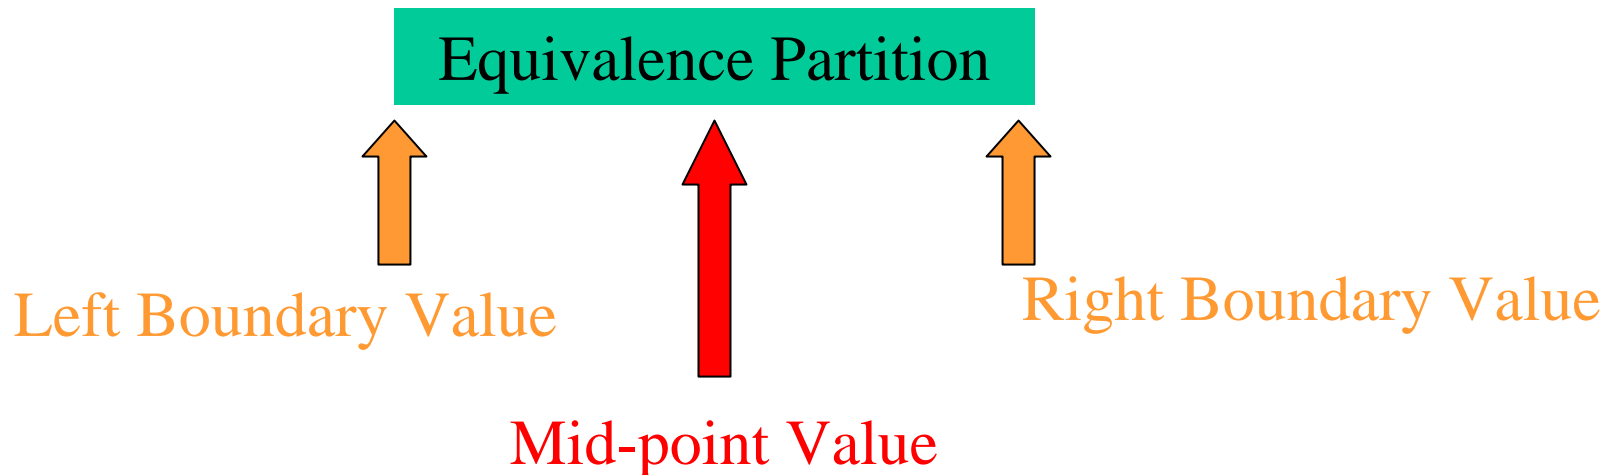 Equivalence Partition
Left Boundary Value
Right Boundary Value
Mid-point Value